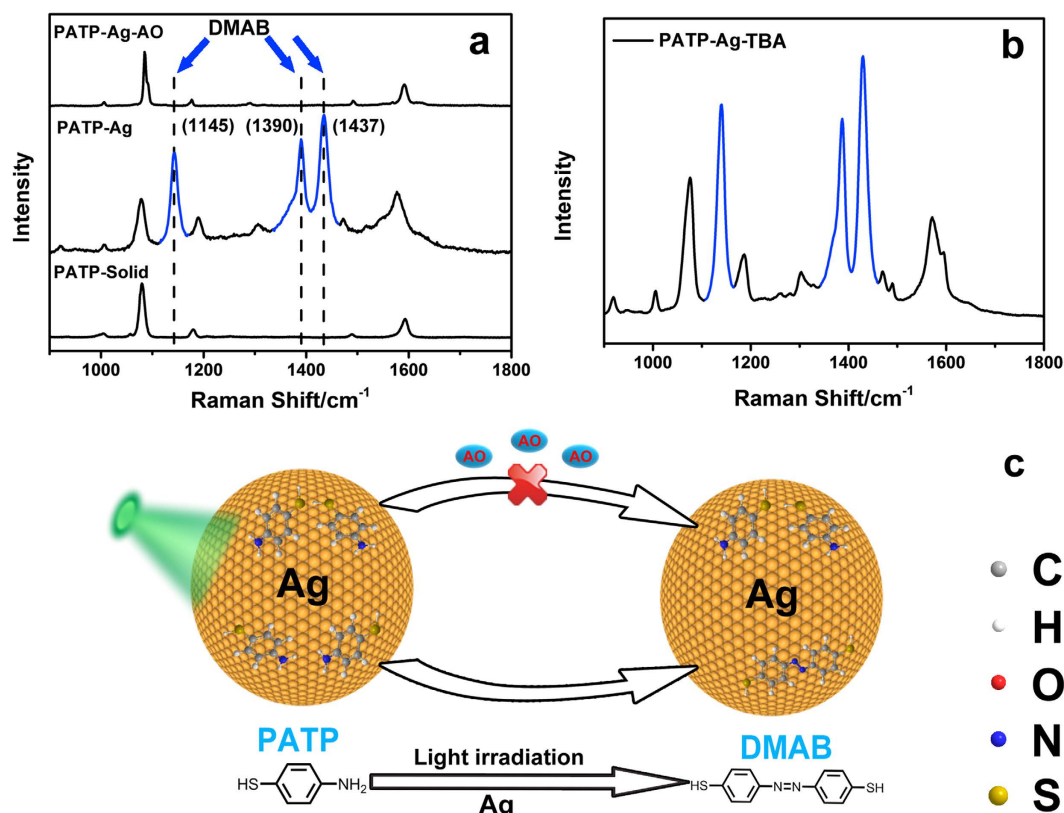 a
PATP-Ag-AO
DMAB
PATP-Ag
(1145) (1390) (1437)
PATP-Solid
Intensity
1000 1200 1400 1600 1800
Raman Shift/cm⁻¹
b
PATP-Ag-TBA
Intensity
1000 1200 1400 1600 1800
Raman Shift/cm⁻¹
c
AO AO AO
Ag
Ag
PATP
DMAB
HS NH₂
Light irradiation
Ag
HS N=N SH
C
H
O
N
S